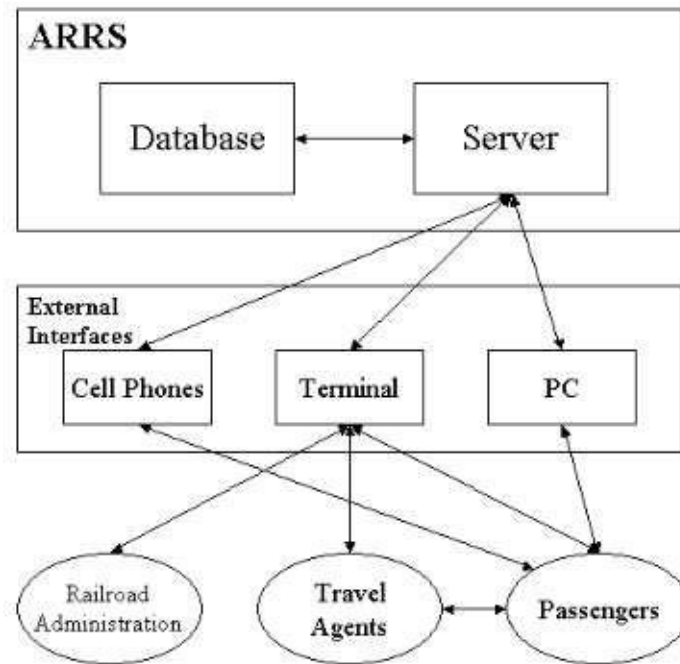 ARRS
Database
Server
External
Interfaces
Cell Phones
Terminal
PC
Railroad
Administration
Travel
Agents
Passengers